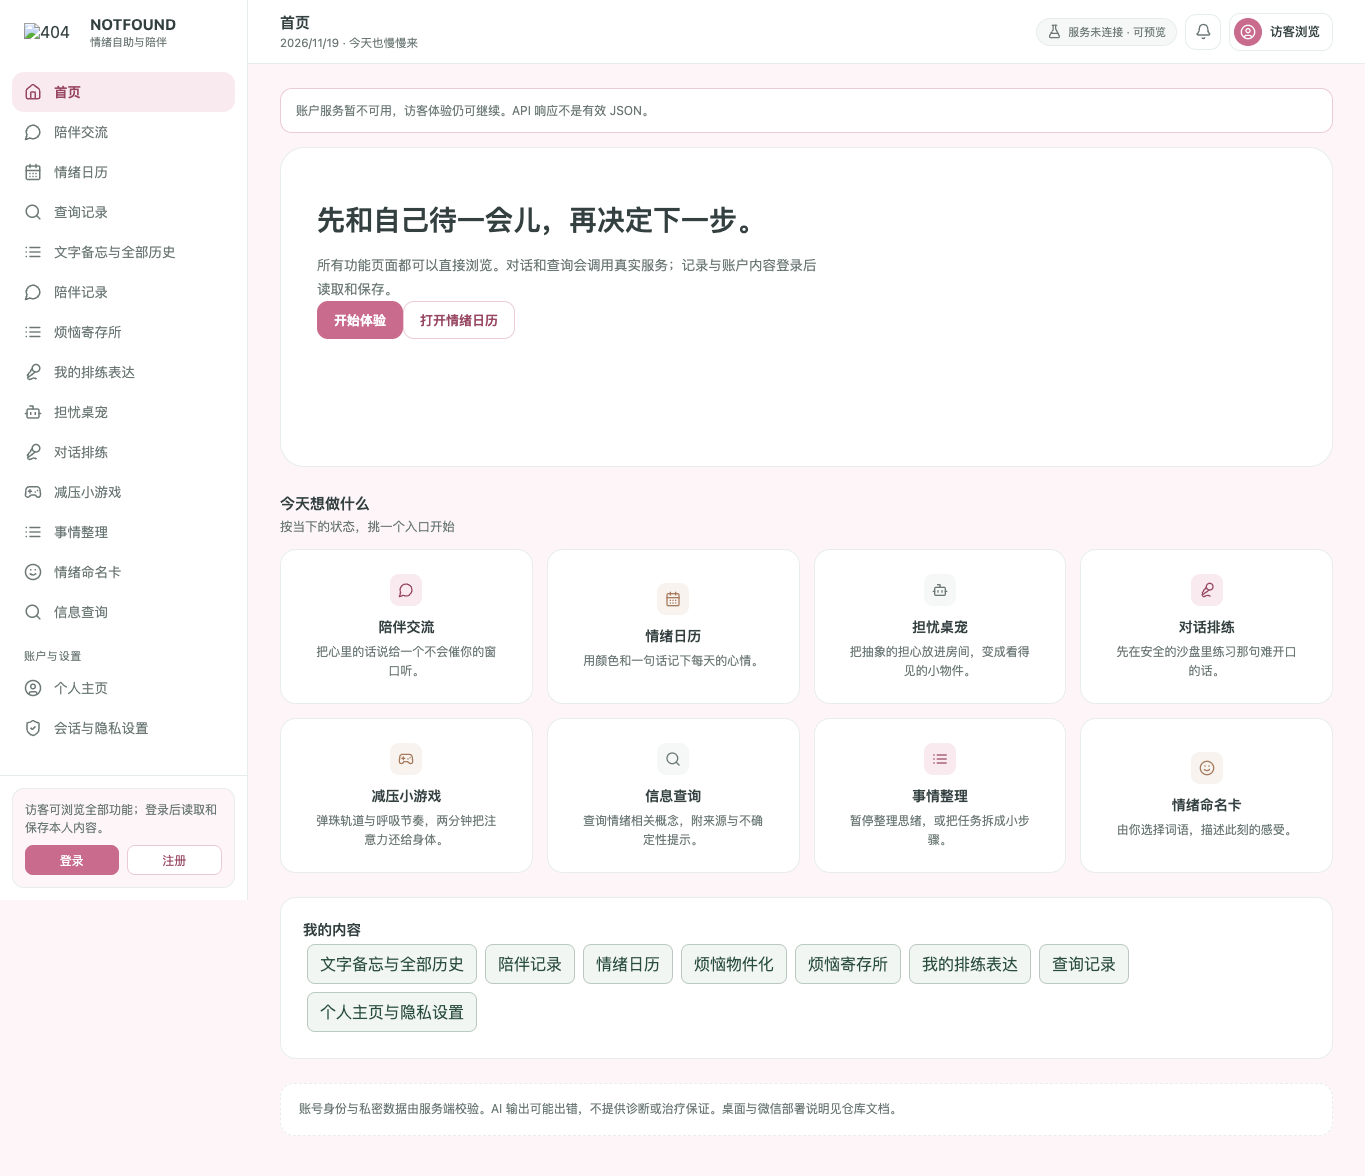 404
NOTFOUND
情绪自助与陪伴
首页
陪伴交流
情绪日历
查询记录
文字备忘与全部历史
陪伴记录
烦恼寄存所
我的排练表达
担忧桌宠
对话排练
减压小游戏
事情整理
情绪命名卡
信息查询
账户与设置
个人主页
会话与隐私设置
访客可浏览全部功能；登录后读取和
保存本人内容。
登录
注册
首页
2026/11/19 · 今天也慢慢来
服务未连接 · 可预览
访客浏览
账户服务暂不可用，访客体验仍可继续。API 响应不是有效 JSON。
先和自己待一会儿，再决定下一步。
所有功能页面都可以直接浏览。对话和查询会调用真实服务；记录与账户内容登录后
读取和保存。
开始体验
打开情绪日历
今天想做什么
按当下的状态，挑一个入口开始
陪伴交流
把心里的话说给一个不会催你的窗
口听。
情绪日历
用颜色和一句话记下每天的心情。
担忧桌宠
把抽象的担心放进房间，变成看得
见的小物件。
对话排练
先在安全的沙盘里练习那句难开口
的话。
减压小游戏
弹珠轨道与呼吸节奏，两分钟把注
意力还给身体。
信息查询
查询情绪相关概念，附来源与不确
定性提示。
事情整理
暂停整理思绪，或把任务拆成小步
骤。
情绪命名卡
由你选择词语，描述此刻的感受。
我的内容
文字备忘与全部历史
陪伴记录
情绪日历
烦恼物件化
烦恼寄存所
我的排练表达
查询记录
个人主页与隐私设置
账号身份与私密数据由服务端校验。AI 输出可能出错，不提供诊断或治疗保证。桌面与微信部署说明见仓库文档。